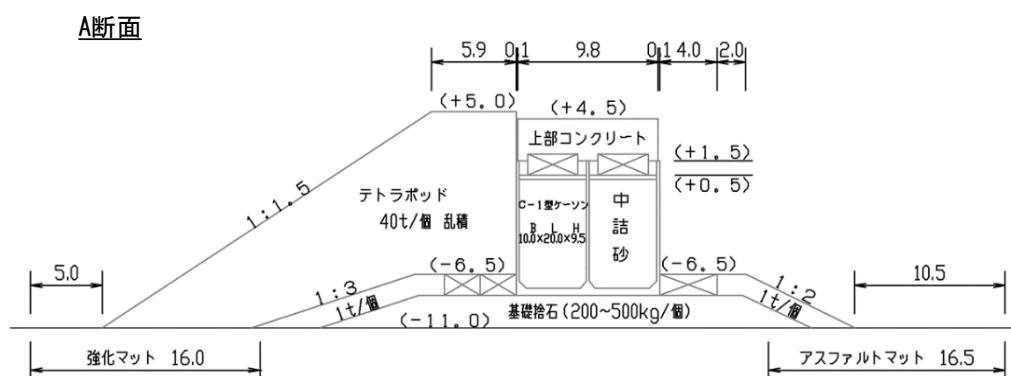 A断面
5.9 0.1 9.8 0.1 4.0 2.0
(+5.0) (+4.5)
上部コンクリート
(+1.5)
(+0.5)
テトラポッド
40t/個 乱積
1:1.5
C-1型ケーソン
B L H
10.0×20.0×9.5
中詰砂
(-6.5) (-6.5)
5.0 10.5
1:3 1:2
1t/個 1t/個
基礎捨石(200~500kg/個)
(-11.0)
強化マット 16.0 アスファルトマット 16.5